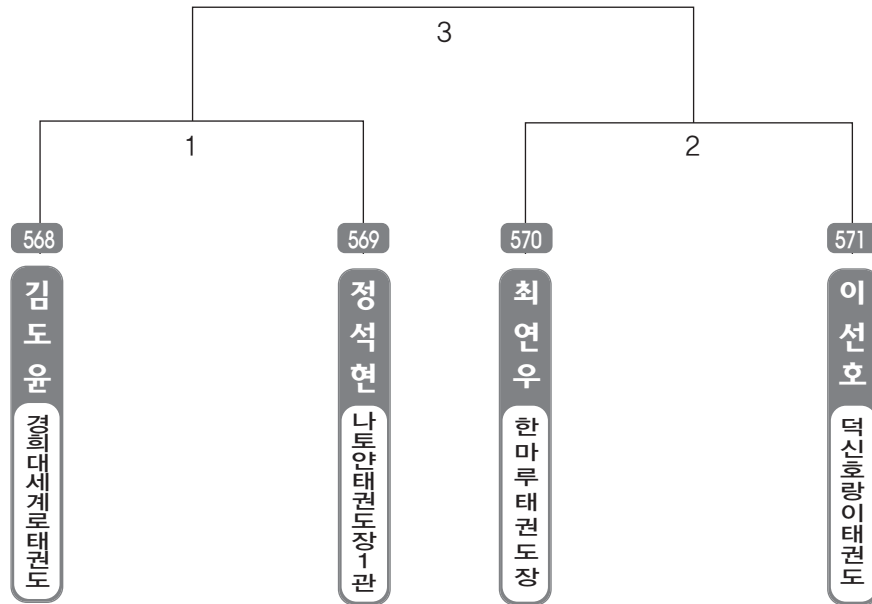 3
1
2
568
569
570
571
김도윤
정석현
최연우
이선호
경희대세계로태권도
나토얀태권도장1관
한마루태권도장
덕신호랑이태권도